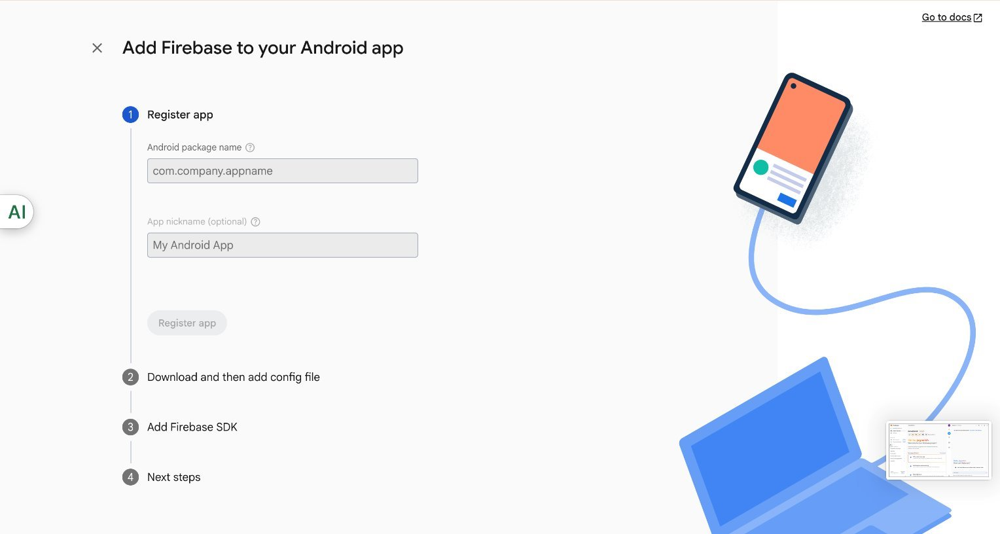 Go to docs
Add Firebase to your Android app
1 Register app
Android package name ?
com.company.appname
AI
App nickname (optional) ?
My Android App
Register app
2 Download and then add config file
3 Add Firebase SDK
4 Next steps
Hello, jagadish